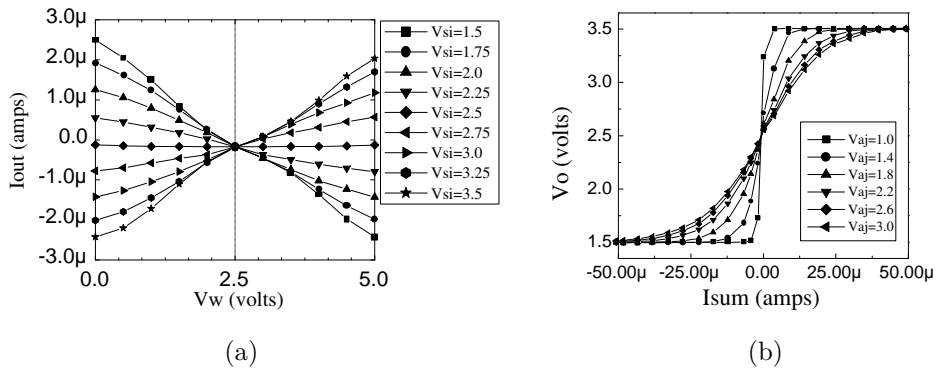 3.0μ
2.0μ
1.0μ
0.0
-1.0μ
-2.0μ
-3.0μ
Iout (amps)
0.0
2.5
5.0
Vw (volts)
Vsi=1.5
Vsi=1.75
Vsi=2.0
Vsi=2.25
Vsi=2.5
Vsi=2.75
Vsi=3.0
Vsi=3.25
Vsi=3.5
(a)
3.5
3.0
2.5
2.0
1.5
Vo (volts)
-50.00μ
-25.00μ
0.00
25.00μ
50.00μ
Isum (amps)
Vaj=1.0
Vaj=1.4
Vaj=1.8
Vaj=2.2
Vaj=2.6
Vaj=3.0
(b)